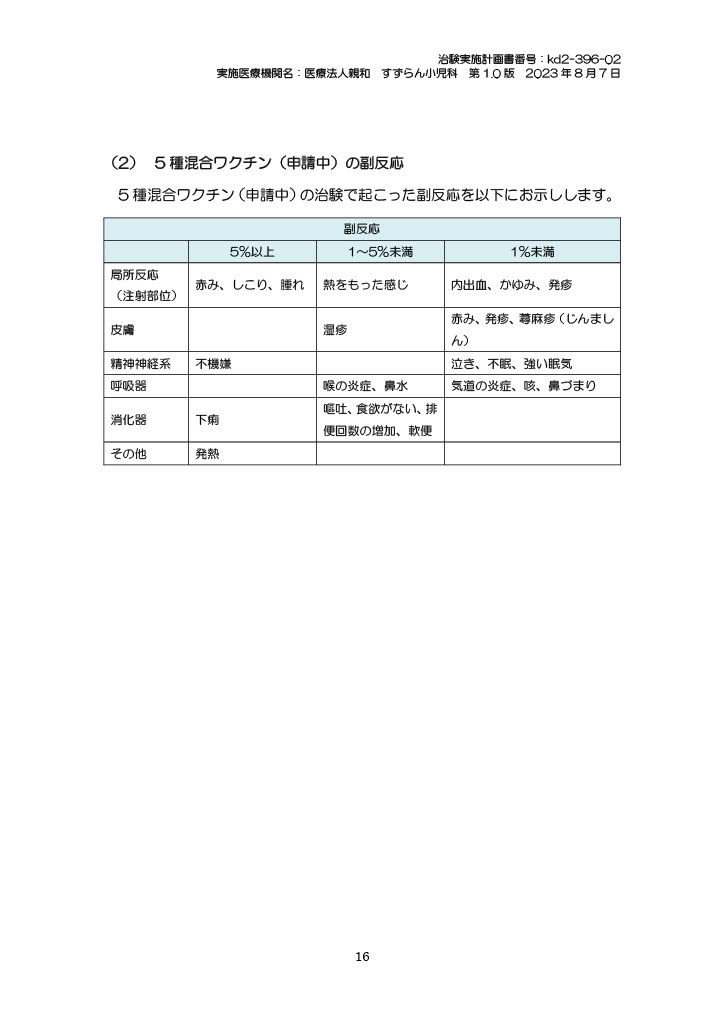 治験実施計画書番号：kd2-396-02
実施医療機関名：医療法人親和　すずらん小児科　第 1.0 版　2023 年 8 月 7 日
（2）　5 種混合ワクチン（申請中）の副反応
5 種混合ワクチン（申請中）の治験で起こった副反応を以下にお示しします。
副反応
5％以上　1～5％未満　1％未満
局所反応
（注射部位）　赤み、しこり、腫れ　熱をもった感じ　内出血、かゆみ、発疹
皮膚　湿疹　赤み、発疹、蕁麻疹（じんまし
ん）
精神神経系　不機嫌　泣き、不眠、強い眠気
呼吸器　喉の炎症、鼻水　気道の炎症、咳、鼻づまり
消化器　下痢　嘔吐、食欲がない、排
便回数の増加、軟便
その他　発熱
16